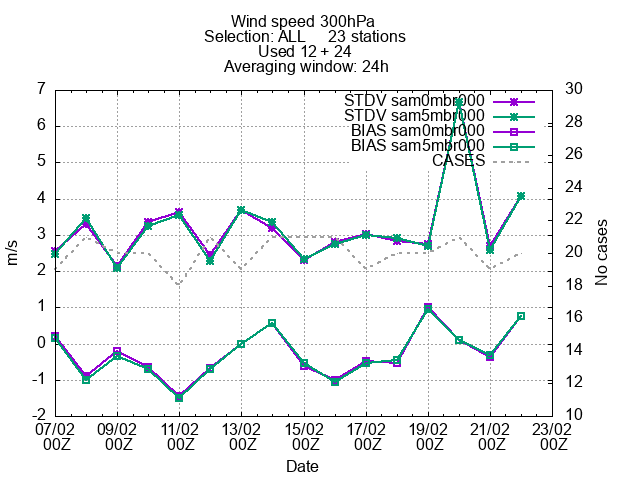 Wind speed 300hPa
Selection: ALL     23 stations
Used 12 + 24
Averaging window: 24h
STDV sam0mbr000
STDV sam5mbr000
BIAS sam0mbr000
BIAS sam5mbr000
CASES
7
6
5
4
3
2
1
0
-1
-2
m/s
30
28
26
24
22
20
18
16
14
12
10
No cases
07/02 09/02 11/02 13/02 15/02 17/02 19/02 21/02 23/02
00Z 00Z 00Z 00Z 00Z 00Z 00Z 00Z 00Z
Date